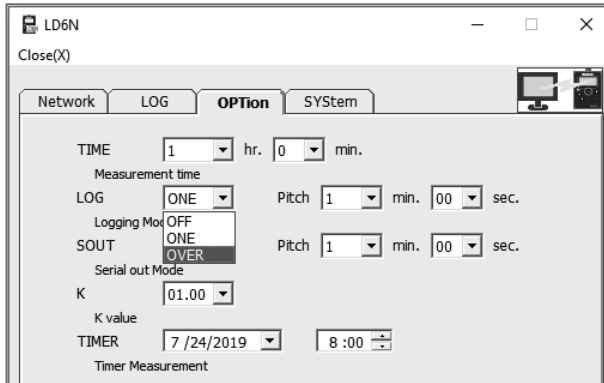 LD6N
Close(X)
Network LOG OPTion SYStem
TIME 1 hr. 0 min.
Measurement time
LOG ONE Pitch 1 min. 00 sec.
Logging Mo
OFF
ONE
SOUT Pitch 1 min. 00 sec.
OVER
Serial out Mode
K 01.00
K value
TIMER 7 /24/2019 8 :00
Timer Measurement